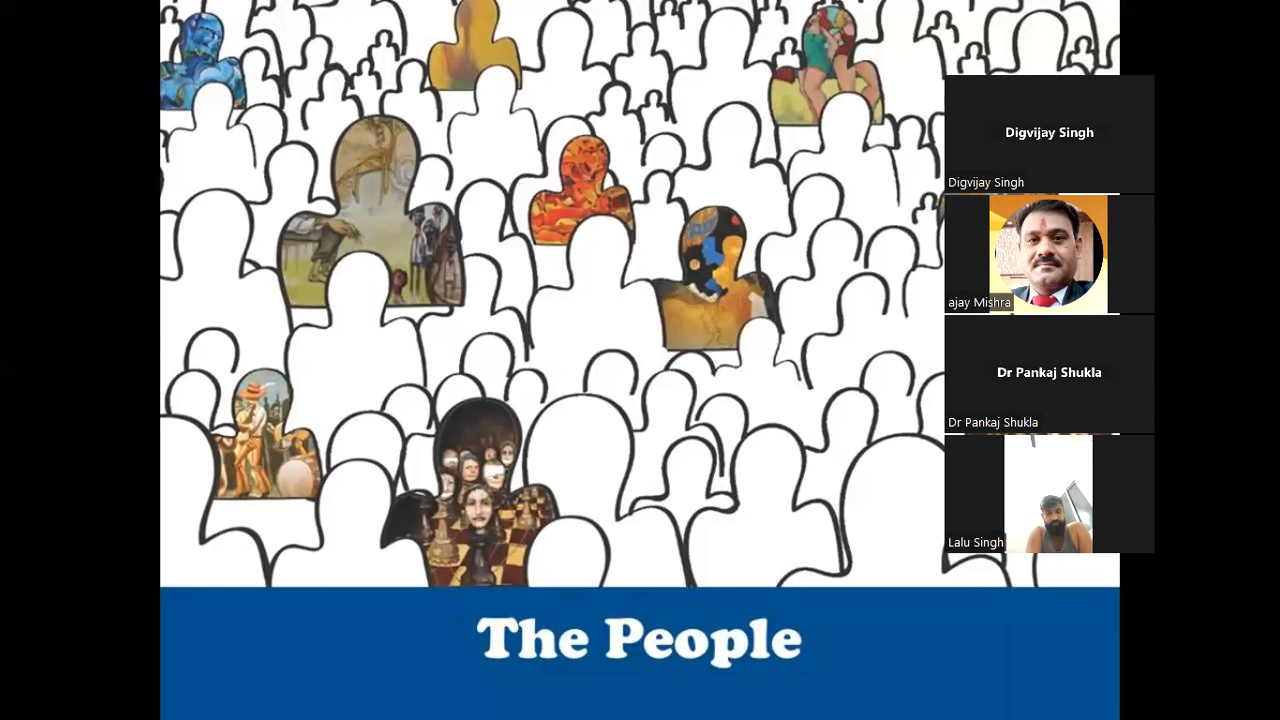 Digvijay Singh
Digvijay Singh
ajay Mishra
Dr Pankaj Shukla
Dr Pankaj Shukla
Lalu Singh
The People